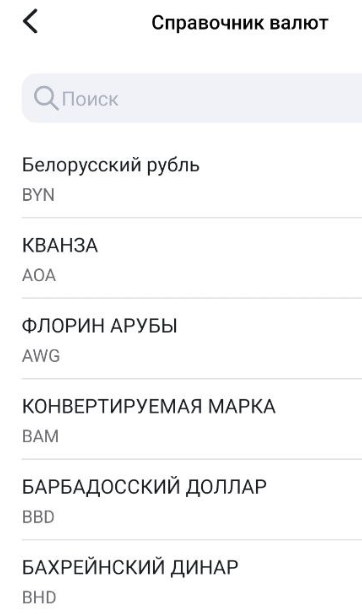 Справочник валют
Поиск
Белорусский рубль
BYN
КВАНЗА
AOA
ФЛОРИН АРУБЫ
AWG
КОНВЕРТИРУЕМАЯ МАРКА
BAM
БАРБАДОССКИЙ ДОЛЛАР
BBD
БАХРЕЙНСКИЙ ДИНАР
BHD